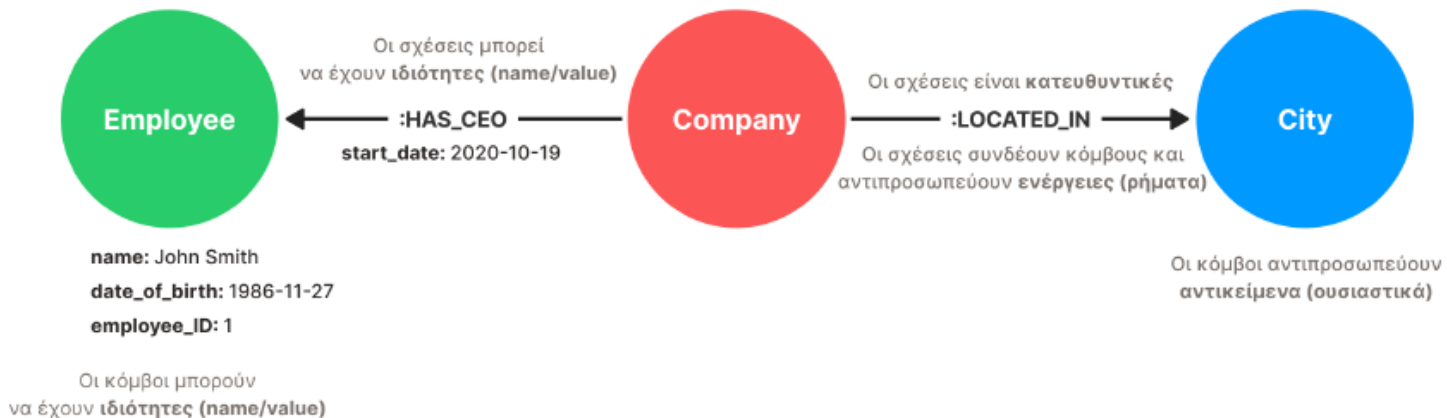 Οι σχέσεις μπορεί
να έχουν ιδιότητες (name/value)
Employee
:HAS_CEO
start_date: 2020-10-19
Company
Οι σχέσεις είναι κατευθυντικές
:LOCATED_IN
Οι σχέσεις συνδέουν κόμβους και
αντιπροσωπεύουν ενέργειες (ρήματα)
City
name: John Smith
date_of_birth: 1986-11-27
employee_ID: 1
Οι κόμβοι μπορούν
να έχουν ιδιότητες (name/value)
Οι κόμβοι αντιπροσωπεύουν
αντικείμενα (ουσιαστικά)